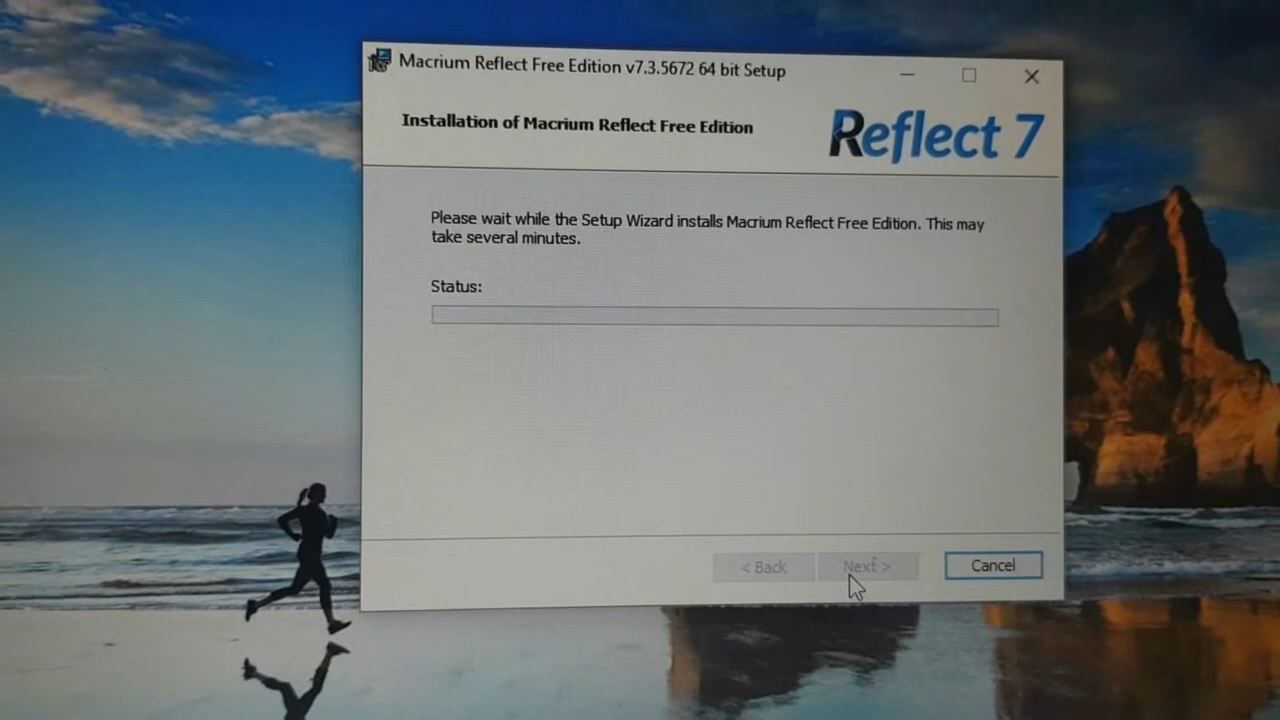 Macrium Reflect Free Edition v7.3.5672 64 bit Setup
Installation of Macrium Reflect Free Edition
Reflect 7
Please wait while the Setup Wizard installs Macrium Reflect Free Edition. This may
take several minutes.
Status:
< Back
Next >
Cancel